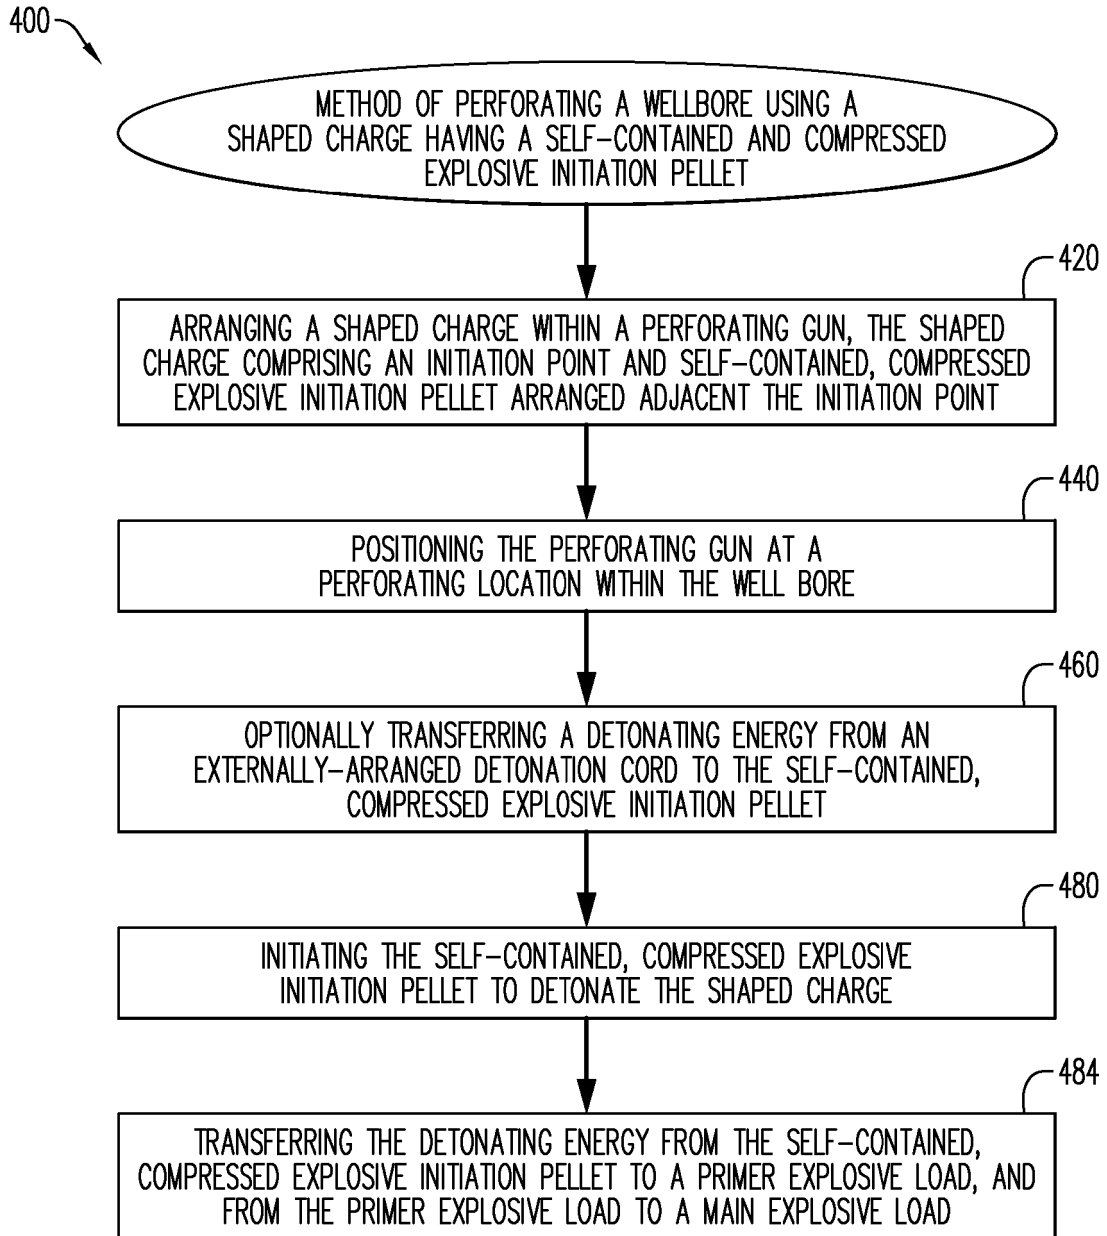 400
METHOD OF PERFORATING A WELLBORE USING A
SHAPED CHARGE HAVING A SELF-CONTAINED AND COMPRESSED
EXPLOSIVE INITIATION PELLET
420
ARRANGING A SHAPED CHARGE WITHIN A PERFORATING GUN, THE SHAPED
CHARGE COMPRISING AN INITIATION POINT AND SELF-CONTAINED, COMPRESSED
EXPLOSIVE INITIATION PELLET ARRANGED ADJACENT THE INITIATION POINT
440
POSITIONING THE PERFORATING GUN AT A
PERFORATING LOCATION WITHIN THE WELL BORE
460
OPTIONALLY TRANSFERRING A DETONATING ENERGY FROM AN
EXTERNALLY-ARRANGED DETONATION CORD TO THE SELF-CONTAINED,
COMPRESSED EXPLOSIVE INITIATION PELLET
480
INITIATING THE SELF-CONTAINED, COMPRESSED EXPLOSIVE
INITIATION PELLET TO DETONATE THE SHAPED CHARGE
484
TRANSFERRING THE DETONATING ENERGY FROM THE SELF-CONTAINED,
COMPRESSED EXPLOSIVE INITIATION PELLET TO A PRIMER EXPLOSIVE LOAD, AND
FROM THE PRIMER EXPLOSIVE LOAD TO A MAIN EXPLOSIVE LOAD